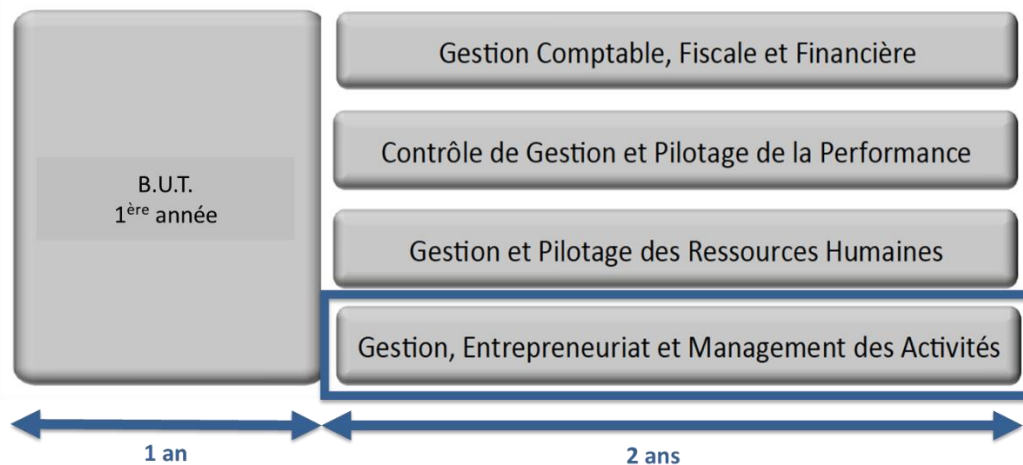 B.U.T.
1ère année
Gestion Comptable, Fiscale et Financière
Contrôle de Gestion et Pilotage de la Performance
Gestion et Pilotage des Ressources Humaines
Gestion, Entrepreneuriat et Management des Activités
1 an
2 ans